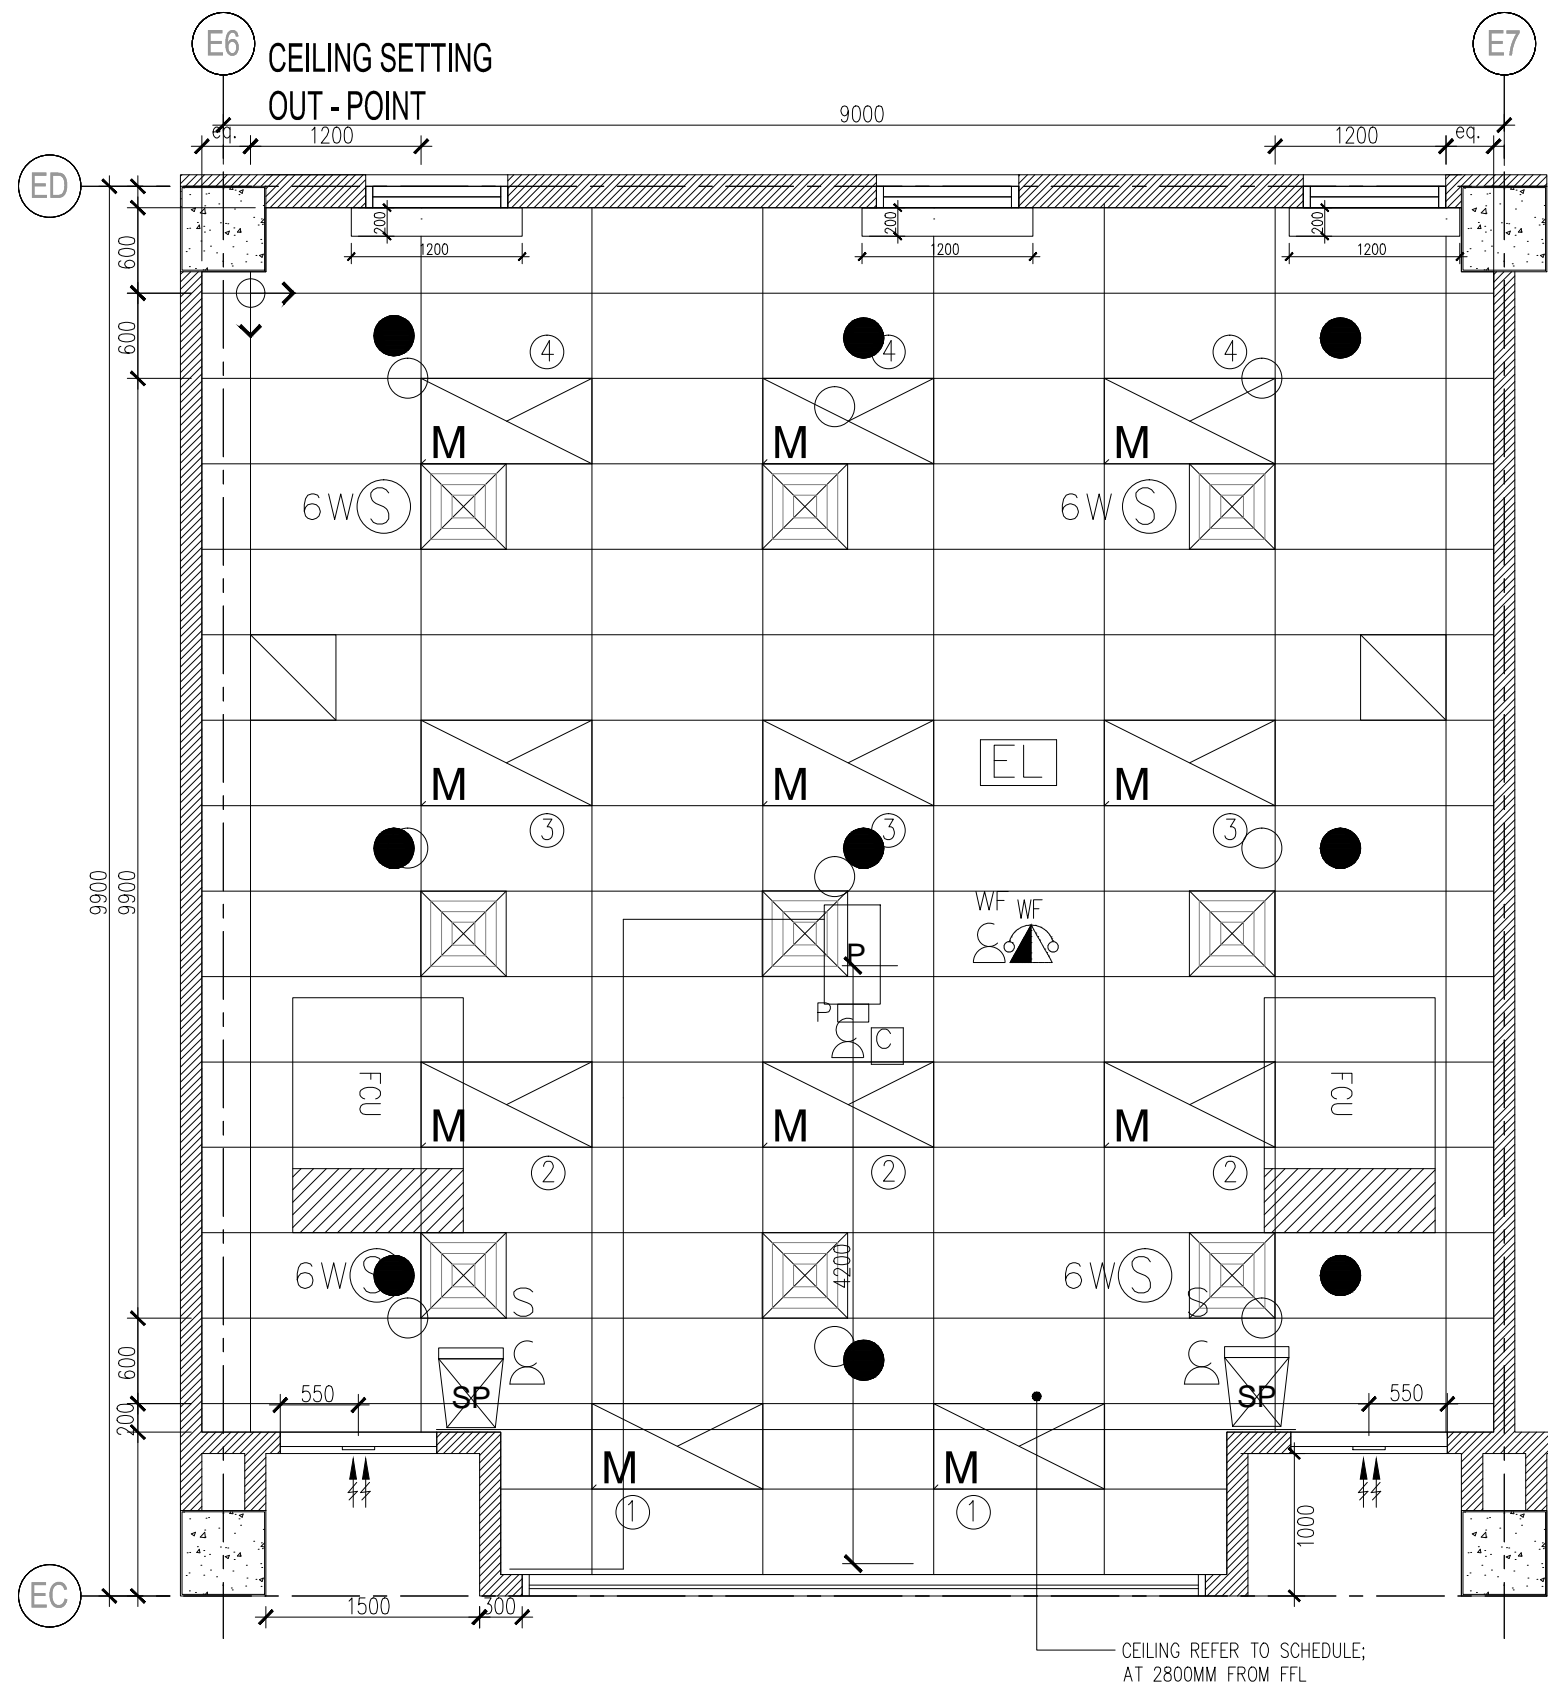 E6
E7
CEILING SETTING
OUT - POINT
9000
eq.
1200
1200
eq.
ED
200
200
200
1200
1200
1200
600
600
4
4
4
M
M
M
6W S
6W S
M
M
EL
M
3
3
3
9900
9900
WF
WF
C
P
P
C
C
FCU
FCU
M
M
M
2
2
2
6W S
4200
6W S
S
S
600
C
C
550
SP
SP
550
200
M
M
1
1
1000
EC
1500
300
CEILING REFER TO SCHEDULE;
AT 2800MM FROM FFL